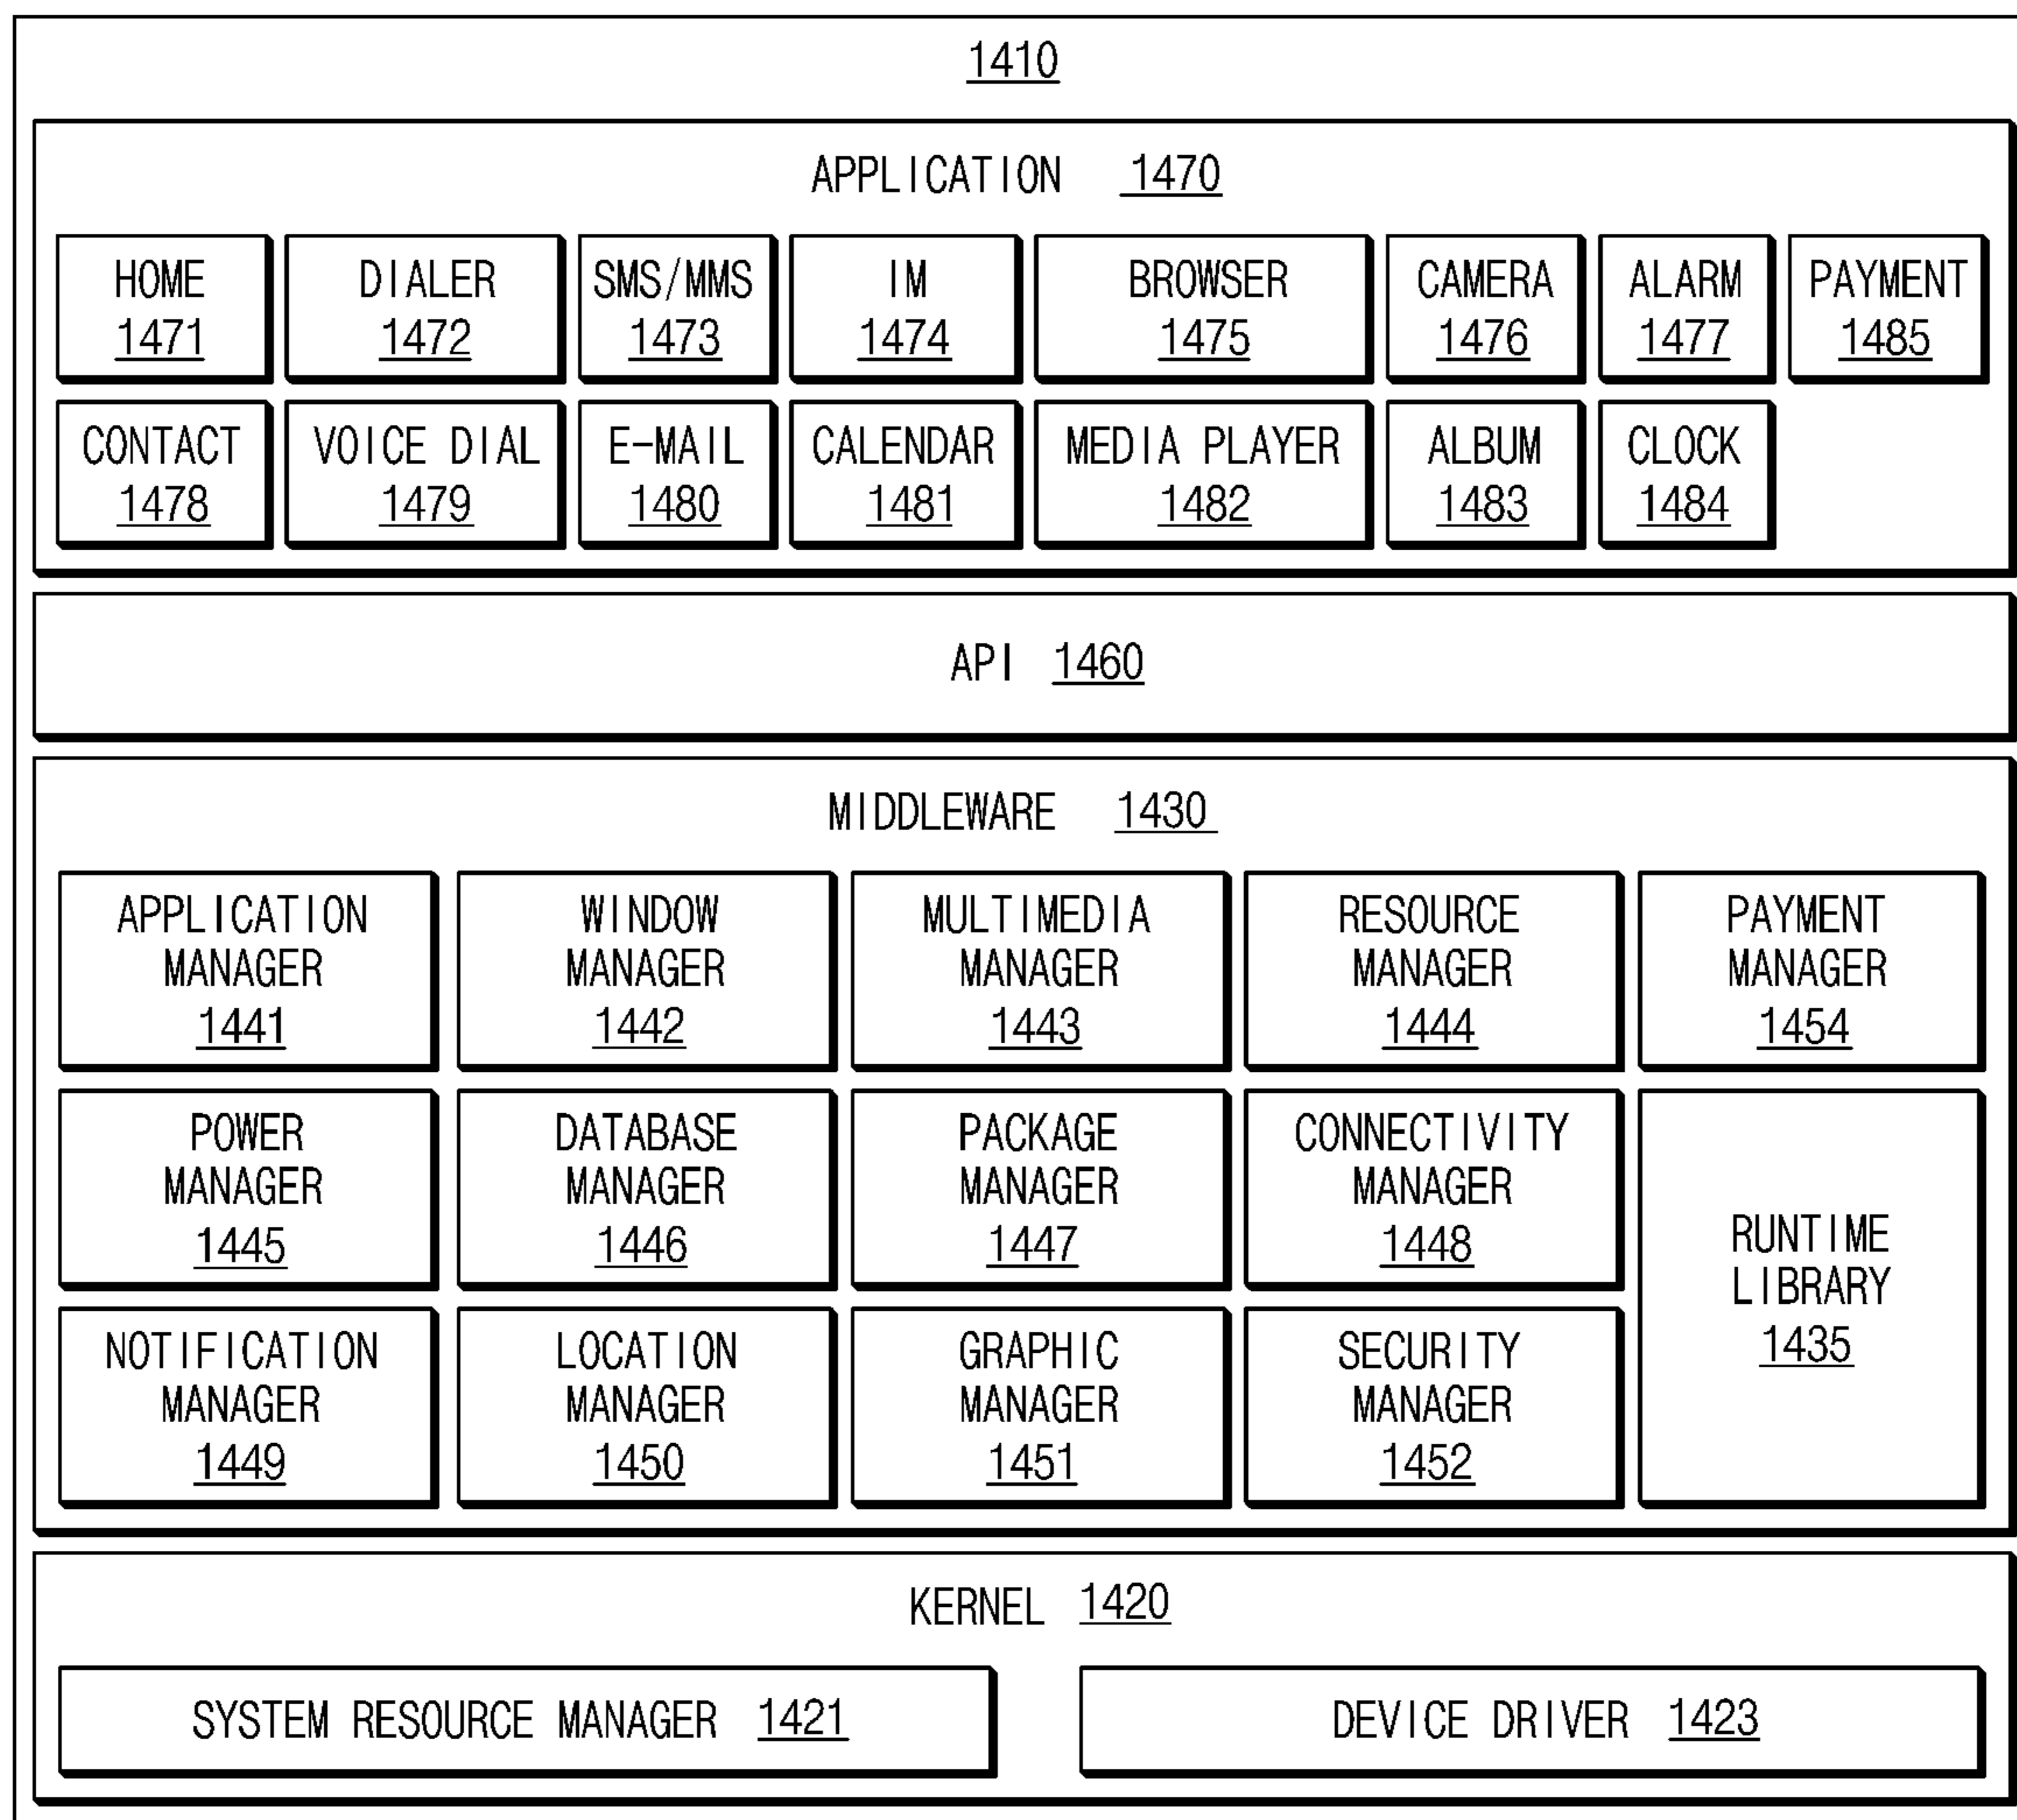 1410
APPLICATION 1470
HOME
1471
DIALER
1472
SMS/MMS
1473
IM
1474
BROWSER
1475
CAMERA
1476
ALARM
1477
PAYMENT
1485
CONTACT
1478
VOICE DIAL
1479
E-MAIL
1480
CALENDAR
1481
MEDIA PLAYER
1482
ALBUM
1483
CLOCK
1484
API 1460
MIDDLEWARE 1430
APPLICATION
MANAGER
1441
WINDOW
MANAGER
1442
MULTIMEDIA
MANAGER
1443
RESOURCE
MANAGER
1444
PAYMENT
MANAGER
1454
POWER
MANAGER
1445
DATABASE
MANAGER
1446
PACKAGE
MANAGER
1447
CONNECTIVITY
MANAGER
1448
RUNTIME
LIBRARY
1435
NOTIFICATION
MANAGER
1449
LOCATION
MANAGER
1450
GRAPHIC
MANAGER
1451
SECURITY
MANAGER
1452
KERNEL 1420
SYSTEM RESOURCE MANAGER 1421
DEVICE DRIVER 1423